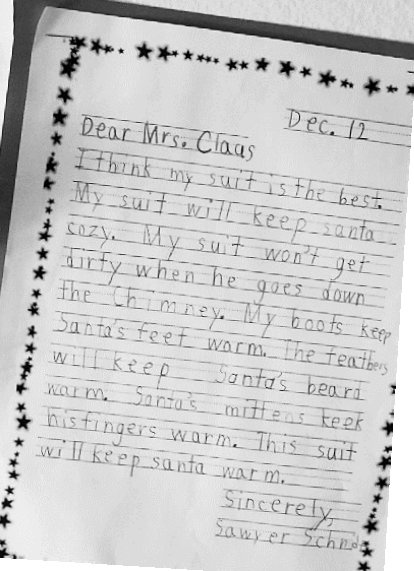 Dec. 12
Dear Mrs. Claus
I think my suit is the best.
My suit will keep santa
cozy. My suit won't get
dirty when he goes down
the Chimney. My boots keep
Santa's feet warm. The feathers
will keep Santa's beard
warm. Santa's mittens keek
his fingers warm. This suit
will keep santa warm.
Sincerely,
Sawyer